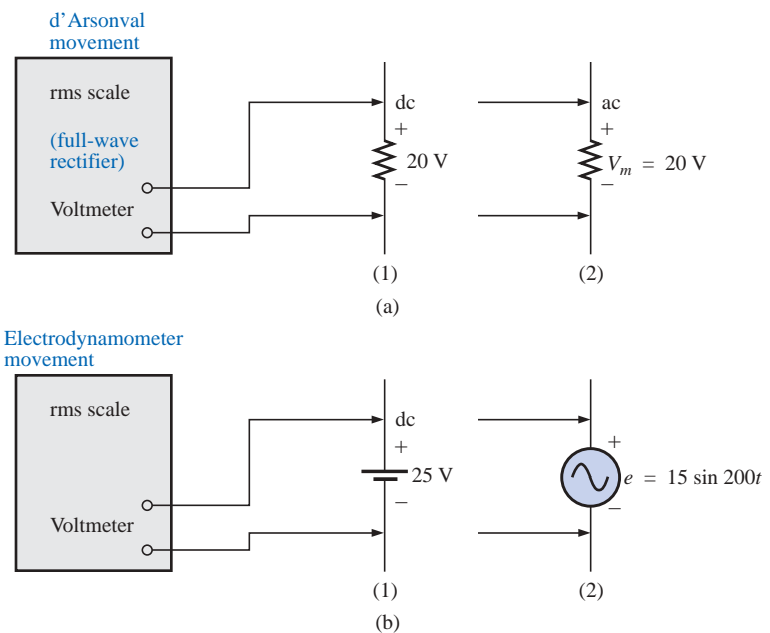 d’Arsonval
movement
rms scale
(full-wave
rectifier)
Voltmeter
dc
+
20 V
−
(1)
ac
+
V_m = 20 V
−
(2)
(a)
Electrodynamometer
movement
rms scale
Voltmeter
dc
+
25 V
−
(1)
+
e = 15 sin 200t
−
(2)
(b)